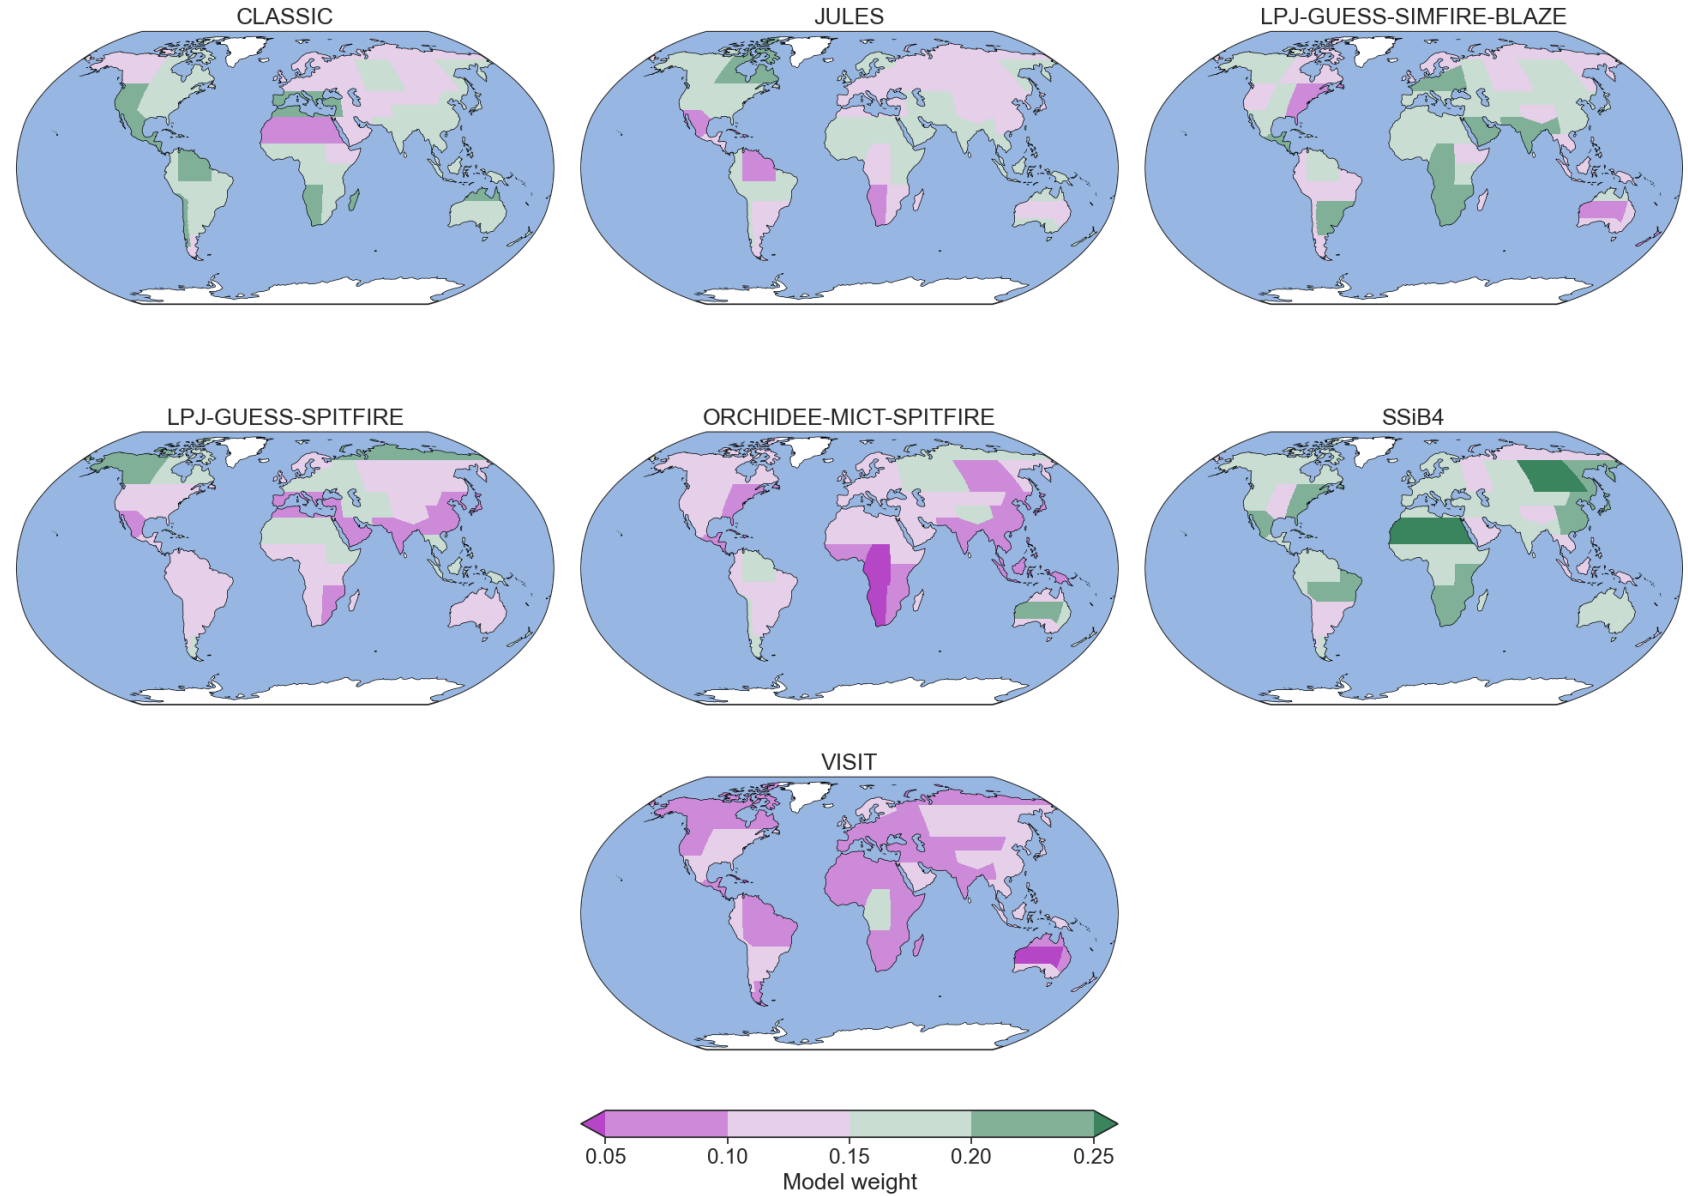 CLASSIC
JULES
LPJ-GUESS-SIMFIRE-BLAZE
LPJ-GUESS-SPITFIRE
ORCHIDEE-MICT-SPITFIRE
SSiB4
VISIT
0.05 0.10 0.15 0.20 0.25
Model weight